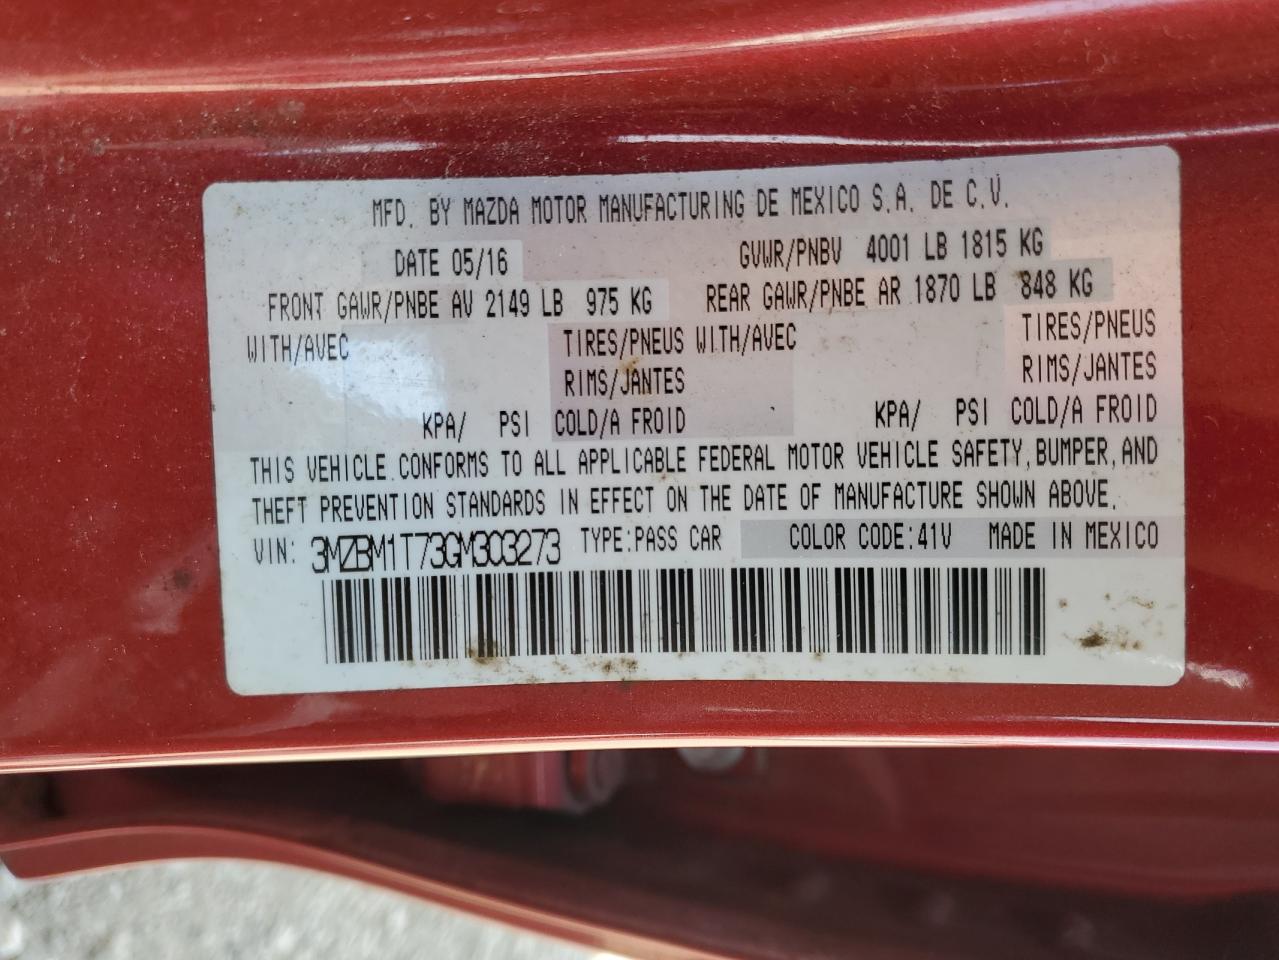 MFD. BY MAZDA MOTOR MANUFACTURING DE MEXICO S.A. DE C.V.
DATE 05/16 GVWR/PNBV 4001 LB 1815 KG
FRONT GAWR/PNBE AV 2149 LB 975 KG REAR GAWR/PNBE AR 1870 LB 848 KG
WITH/AVEC TIRES/PNEUS WITH/AVEC TIRES/PNEUS
RIMS/JANTES RIMS/JANTES
KPA/ PSI COLD/A FROID KPA/ PSI COLD/A FROID
THIS VEHICLE CONFORMS TO ALL APPLICABLE FEDERAL MOTOR VEHICLE SAFETY, BUMPER, AND
THEFT PREVENTION STANDARDS IN EFFECT ON THE DATE OF MANUFACTURE SHOWN ABOVE.
VIN: 3MZBM1T73GM303273 TYPE:PASS CAR COLOR CODE:41V MADE IN MEXICO